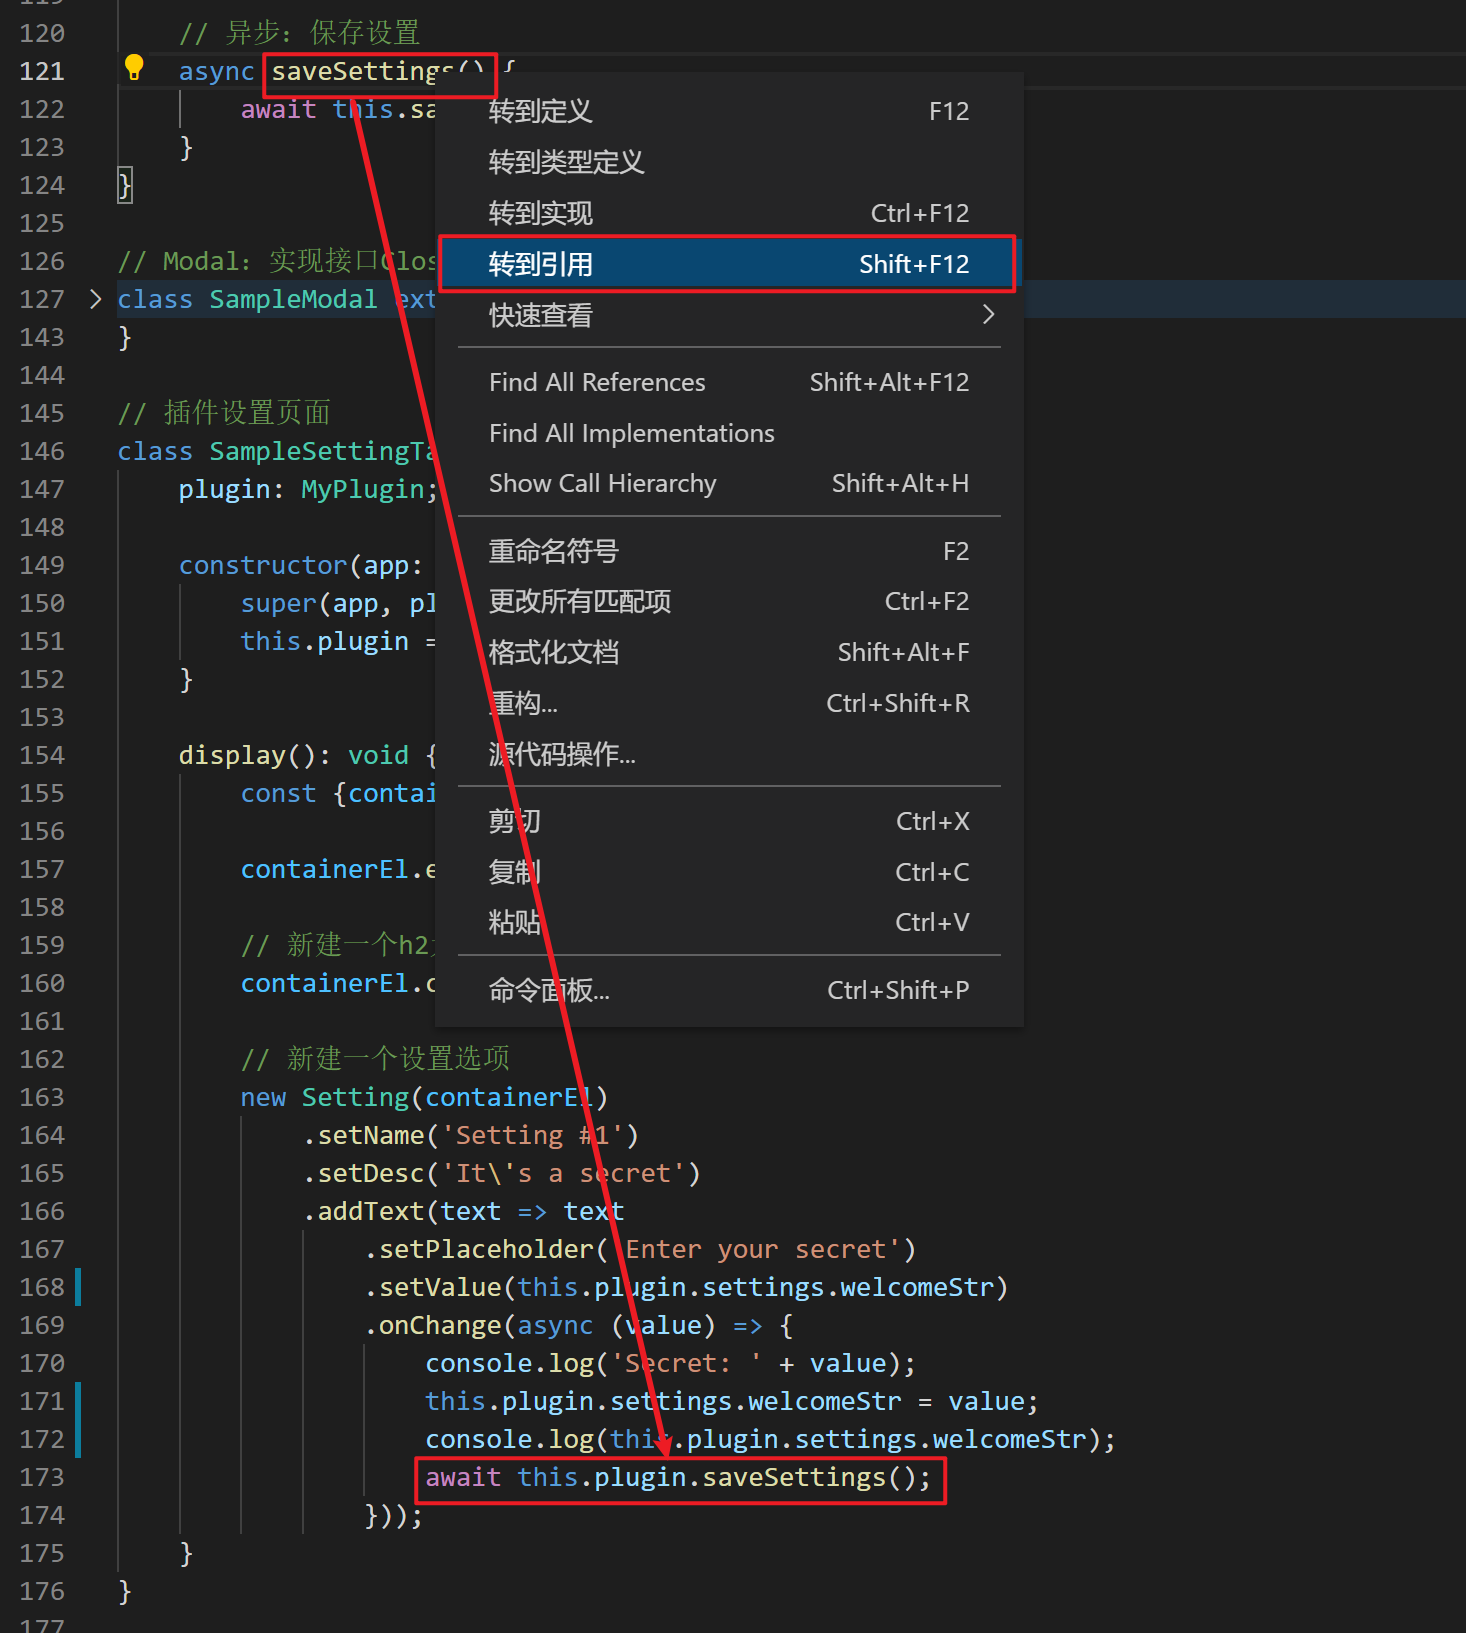 120 // 异步：保存设置
121 async saveSettings() {
122 await this.sa
123 }
124 }
125
126 // Modal：实现接口Clos
127 class SampleModal ext
143 }
144
145 // 插件设置页面
146 class SampleSettingTa
147 plugin: MyPlugin;
148
149 constructor(app:
150 super(app, pl
151 this.plugin =
152 }
153
154 display(): void {
155 const {contai
156
157 containerEl.e
158
159 // 新建一个h2
160 containerEl.c
161
162 // 新建一个设置选项
163 new Setting(containerEl)
164 .setName('Setting #1')
165 .setDesc('It\'s a secret')
166 .addText(text => text
167 .setPlaceholder('Enter your secret')
168 .setValue(this.plugin.settings.welcomeStr)
169 .onChange(async (value) => {
170 console.log('Secret: ' + value);
171 this.plugin.settings.welcomeStr = value;
172 console.log(this.plugin.settings.welcomeStr);
173 await this.plugin.saveSettings();
174 }));
175 }
176 }
177
转到定义 F12
转到类型定义
转到实现 Ctrl+F12
转到引用 Shift+F12
快速查看
Find All References Shift+Alt+F12
Find All Implementations
Show Call Hierarchy Shift+Alt+H
重命名符号 F2
更改所有匹配项 Ctrl+F2
格式化文档 Shift+Alt+F
重构... Ctrl+Shift+R
源代码操作...
剪切 Ctrl+X
复制 Ctrl+C
粘贴 Ctrl+V
命令面板... Ctrl+Shift+P